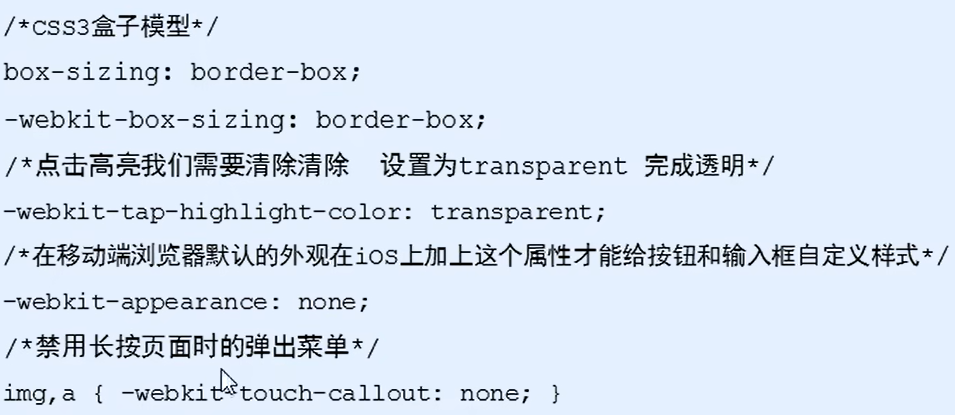 /*CSS3盒子模型*/
box-sizing: border-box;
-webkit-box-sizing: border-box;
/*点击高亮我们需要清除清除  设置为transparent 完成透明*/
-webkit-tap-highlight-color: transparent;
/*在移动端浏览器默认的外观在iOS上加上这个属性才能给按钮和输入框自定义样式*/
-webkit-appearance: none;
/*禁用长按页面时的弹出菜单*/
img,a { -webkit-touch-callout: none; }